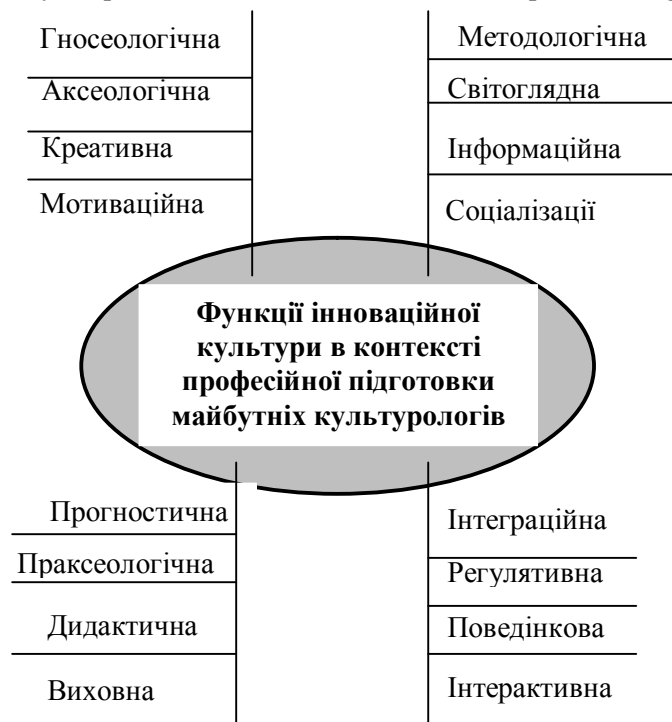 Гносеологічна
Аксеологічна
Креативна
Мотиваційна
Методологічна
Світоглядна
Інформаційна
Соціалізації
Функції інноваційної
культури в контексті
професійної підготовки
майбутніх культурологів
Прогностична
Праксеологічна
Дидактична
Виховна
Інтеграційна
Регулятивна
Поведінкова
Інтерактивна